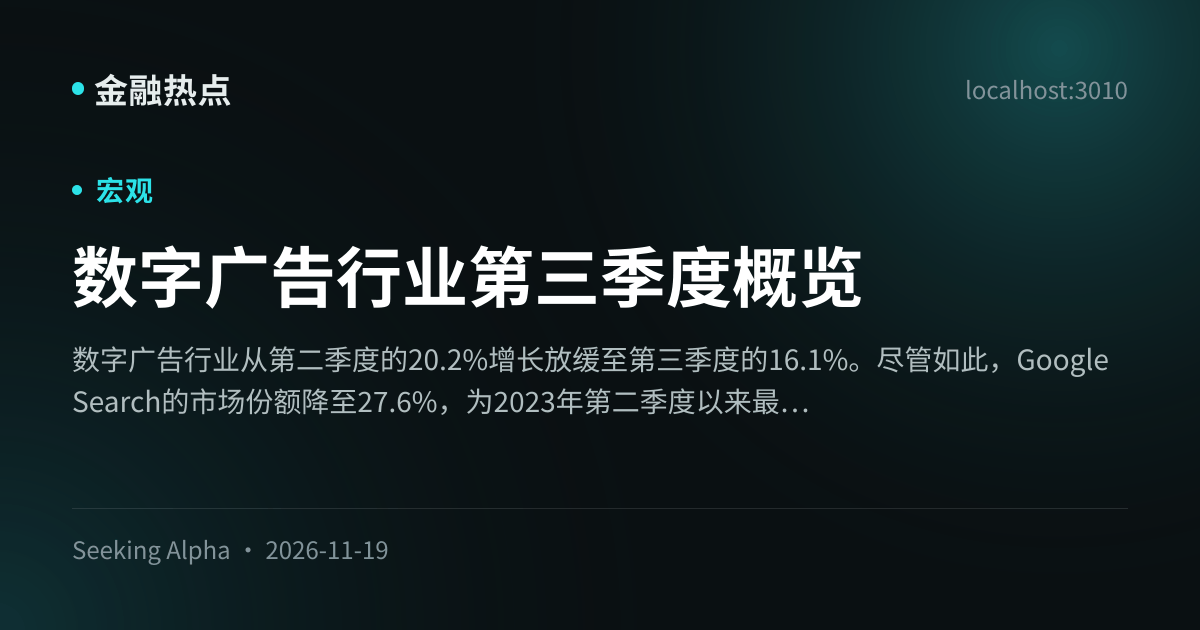 金融热点
localhost:3010
宏观
数字广告行业第三季度概览
数字广告行业从第二季度的20.2%增长放缓至第三季度的16.1%。尽管如此，Google
Search的市场份额降至27.6%，为2023年第二季度以来最…
Seeking Alpha · 2026-11-19